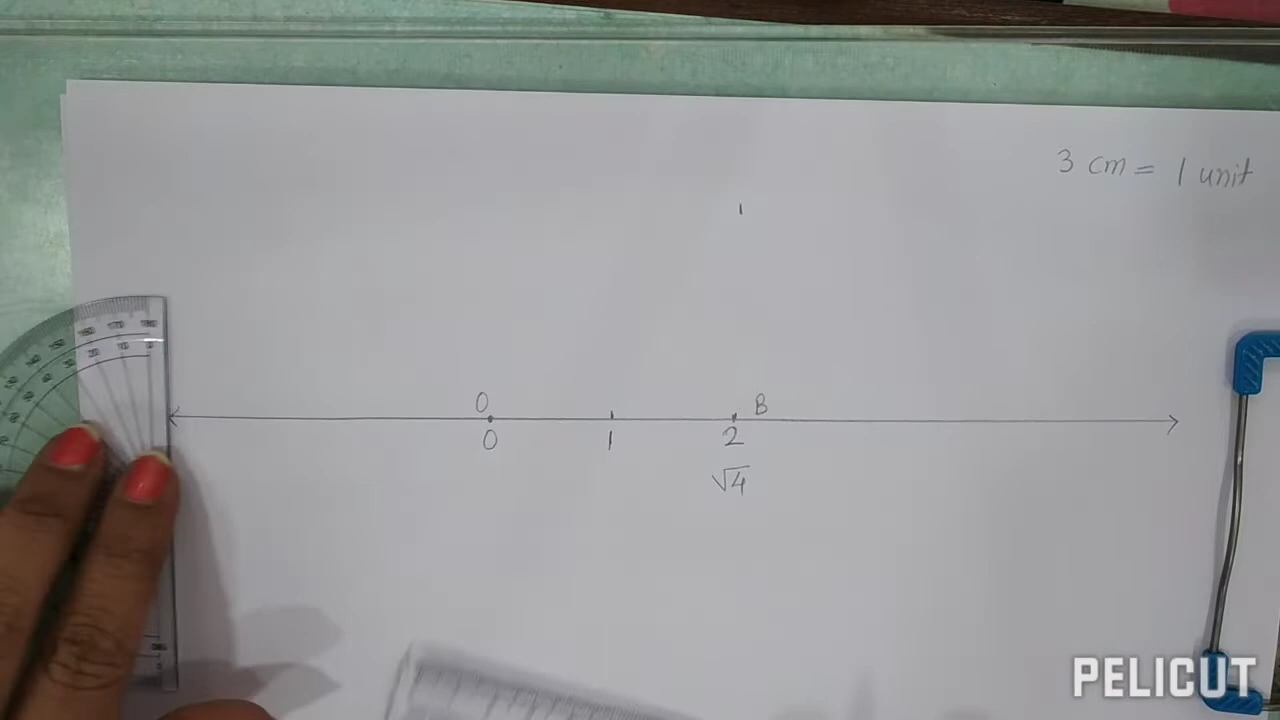 3 cm = 1 unit
O B
0 1 2
√4
PELICUT